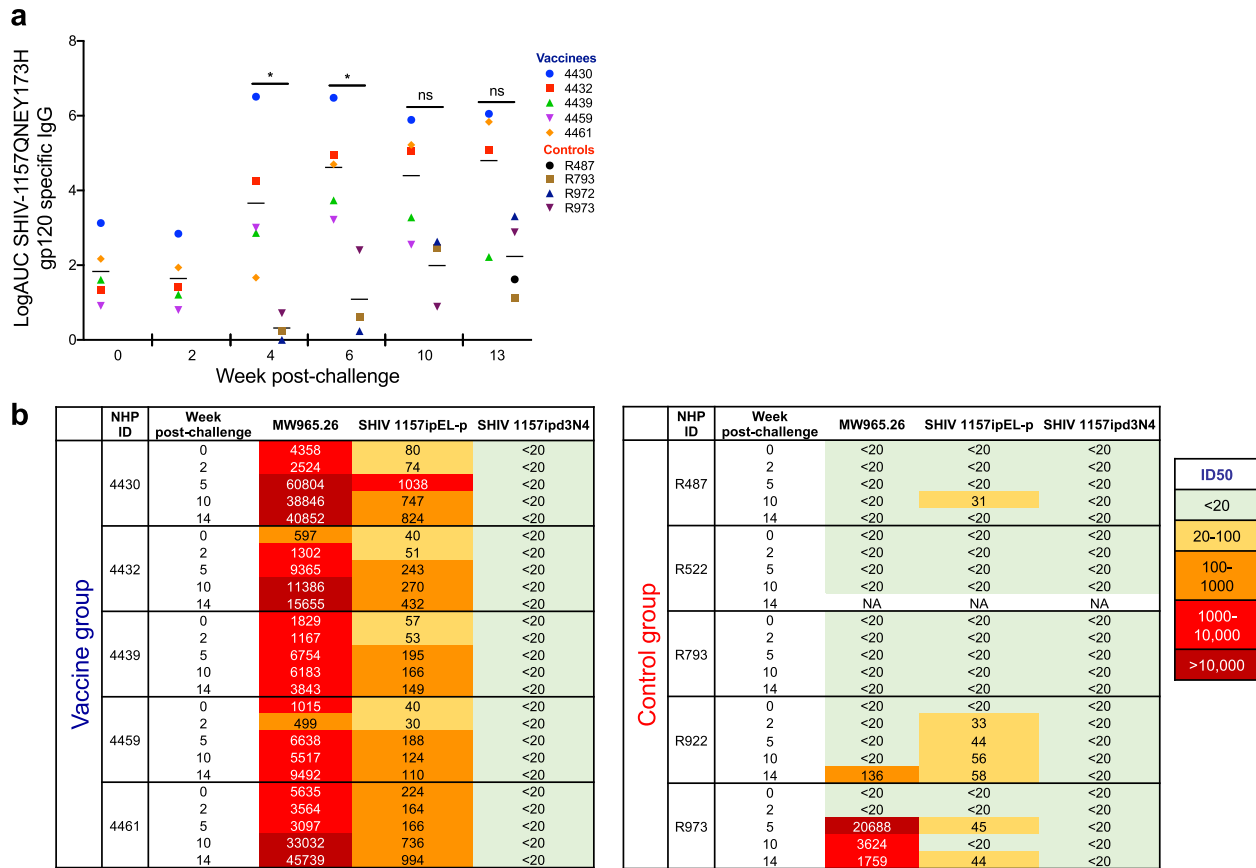 a
LogAUC SHIV-1157QNEY173H
gp120 specific IgG
8
6
4
2
0
* * ns ns
0 2 4 6 10 13
Week post-challenge
Vaccinees
4430
4432
4439
4459
4461
Controls
R487
R793
R972
R973
b
Vaccine group
NHP ID Week post-challenge MW965.26 SHIV 1157ipEL-p SHIV 1157ipd3N4
4430
0 4358 80 <20
2 2524 74 <20
5 60804 1038 <20
10 38846 747 <20
14 40852 824 <20
4432
0 597 40 <20
2 1302 51 <20
5 9365 243 <20
10 11386 270 <20
14 15655 432 <20
4439
0 1829 57 <20
2 1167 53 <20
5 6754 195 <20
10 6183 166 <20
14 3843 149 <20
4459
0 1015 40 <20
2 499 30 <20
5 6638 188 <20
10 5517 124 <20
14 9492 110 <20
4461
0 5635 224 <20
2 3564 164 <20
5 3097 166 <20
10 33032 736 <20
14 45739 994 <20
Control group
NHP ID Week post-challenge MW965.26 SHIV 1157ipEL-p SHIV 1157ipd3N4
R487
0 <20 <20 <20
2 <20 <20 <20
5 <20 <20 <20
10 <20 31 <20
14 <20 <20 <20
R522
0 <20 <20 <20
2 <20 <20 <20
5 <20 <20 <20
10 <20 <20 <20
14 NA NA NA
R793
0 <20 <20 <20
2 <20 <20 <20
5 <20 <20 <20
10 <20 <20 <20
14 <20 <20 <20
R922
0 <20 <20 <20
2 <20 33 <20
5 <20 44 <20
10 <20 56 <20
14 136 58 <20
R973
0 <20 <20 <20
2 <20 <20 <20
5 20688 45 <20
10 3624 <20 <20
14 1759 44 <20
ID50
<20
20-100
100-
1000
1000-
10,000
>10,000